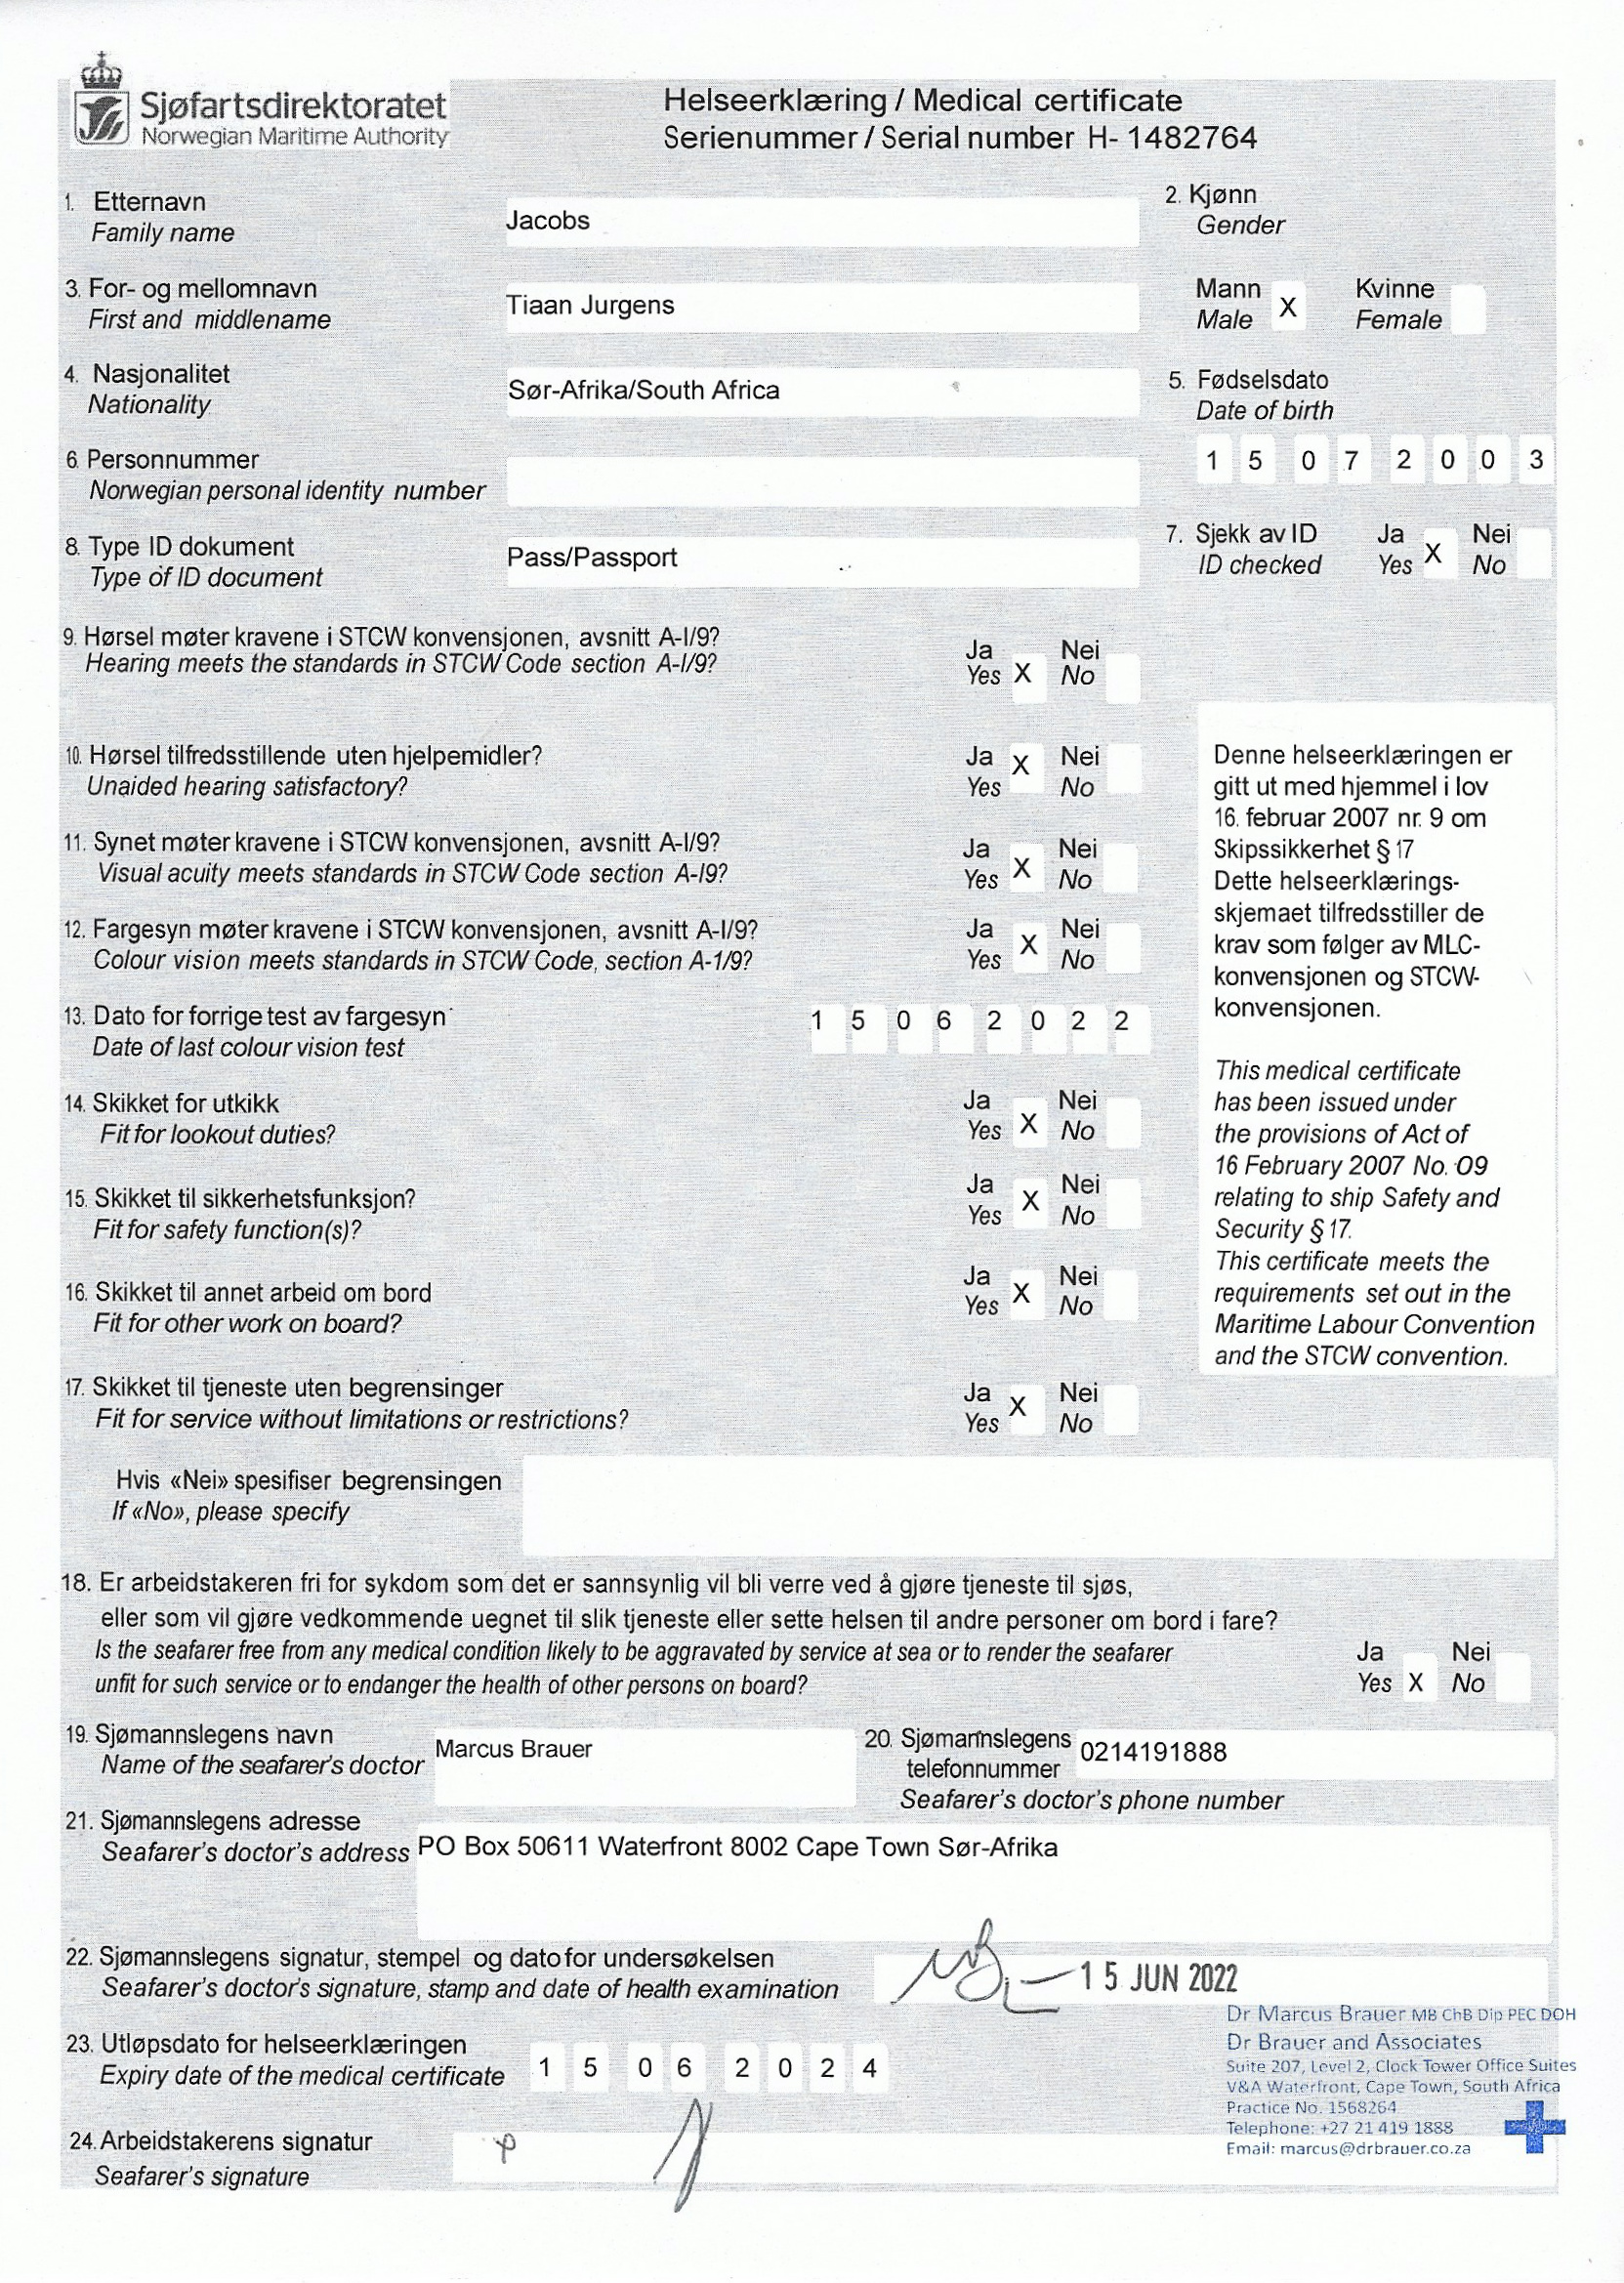 Sjøfartsdirektoratet
Norwegian Maritime Authority
Helseerklæring / Medical certificate
Serienummer / Serial number H- 1482764
1. Etternavn
Family name
Jacobs
2. Kjønn
Gender
3. For- og mellomnavn
First and middlename
Tiaan Jurgens
Mann
Male X
Kvinne
Female
4. Nasjonalitet
Nationality
Sør-Afrika/South Africa
5. Fødselsdato
Date of birth
1 5 0 7 2 0 0 3
6. Personnummer
Norwegian personal identity number
8. Type ID dokument
Type of ID document
Pass/Passport
7. Sjekk av ID
ID checked
Ja Nei
Yes X No
9. Hørsel møter kravene i STCW konvensjonen, avsnitt A-I/9?
Hearing meets the standards in STCW Code section A-I/9?
Ja Nei
Yes X No
10. Hørsel tilfredsstillende uten hjelpemidler?
Unaided hearing satisfactory?
Ja X Nei
Yes No
11. Synet møter kravene i STCW konvensjonen, avsnitt A-I/9?
Visual acuity meets standards in STCW Code section A-I9?
Ja Nei
Yes X No
12. Fargesyn møter kravene i STCW konvensjonen, avsnitt A-I/9?
Colour vision meets standards in STCW Code, section A-1/9?
Ja Nei
Yes X No
13. Dato for forrige test av fargesyn
Date of last colour vision test
1 5 0 6 2 0 2 2
14. Skikket for utkikk
Fit for lookout duties?
Ja Nei
Yes X No
15. Skikket til sikkerhetsfunksjon?
Fit for safety function(s)?
Ja Nei
Yes X No
16. Skikket til annet arbeid om bord
Fit for other work on board?
Ja Nei
Yes X No
17. Skikket til tjeneste uten begrensinger
Fit for service without limitations or restrictions?
Ja Nei
Yes X No
Denne helseerklæringen er
gitt ut med hjemmel i lov
16. februar 2007 nr. 9 om
Skipssikkerhet § 17
Dette helseerklærings-
skjemaet tilfredsstiller de
krav som følger av MLC-
konvensjonen og STCW-
konvensjonen.
This medical certificate
has been issued under
the provisions of Act of
16 February 2007 No. 09
relating to ship Safety and
Security § 17.
This certificate meets the
requirements set out in the
Maritime Labour Convention
and the STCW convention.
Hvis «Nei» spesifiser begrensingen
If «No», please specify
18. Er arbeidstakeren fri for sykdom som det er sannsynlig vil bli verre ved å gjøre tjeneste til sjøs,
eller som vil gjøre vedkommende uegnet til slik tjeneste eller sette helsen til andre personer om bord i fare?
Is the seafarer free from any medical condition likely to be aggravated by service at sea or to render the seafarer
unfit for such service or to endanger the health of other persons on board?
Ja Nei
Yes X No
19. Sjømannslegens navn
Name of the seafarer's doctor
Marcus Brauer
20. Sjømannslegens
telefonnummer
Seafarer's doctor's phone number
0214191888
21. Sjømannslegens adresse
Seafarer's doctor's address
PO Box 50611 Waterfront 8002 Cape Town Sør-Afrika
22. Sjømannslegens signatur, stempel og dato for undersøkelsen
Seafarer's doctor's signature, stamp and date of health examination
15 JUN 2022
Dr Marcus Brauer MB ChB Dip PEC DOH
Dr Brauer and Associates
Suite 207, Level 2, Clock Tower Office Suites
V&A Waterfront, Cape Town, South Africa
Practice No. 1568264
Telephone: +27 21 419 1888
Email: marcus@drbrauer.co.za
23. Utløpsdato for helseerklæringen
Expiry date of the medical certificate
1 5 0 6 2 0 2 4
24. Arbeidstakerens signatur
Seafarer's signature